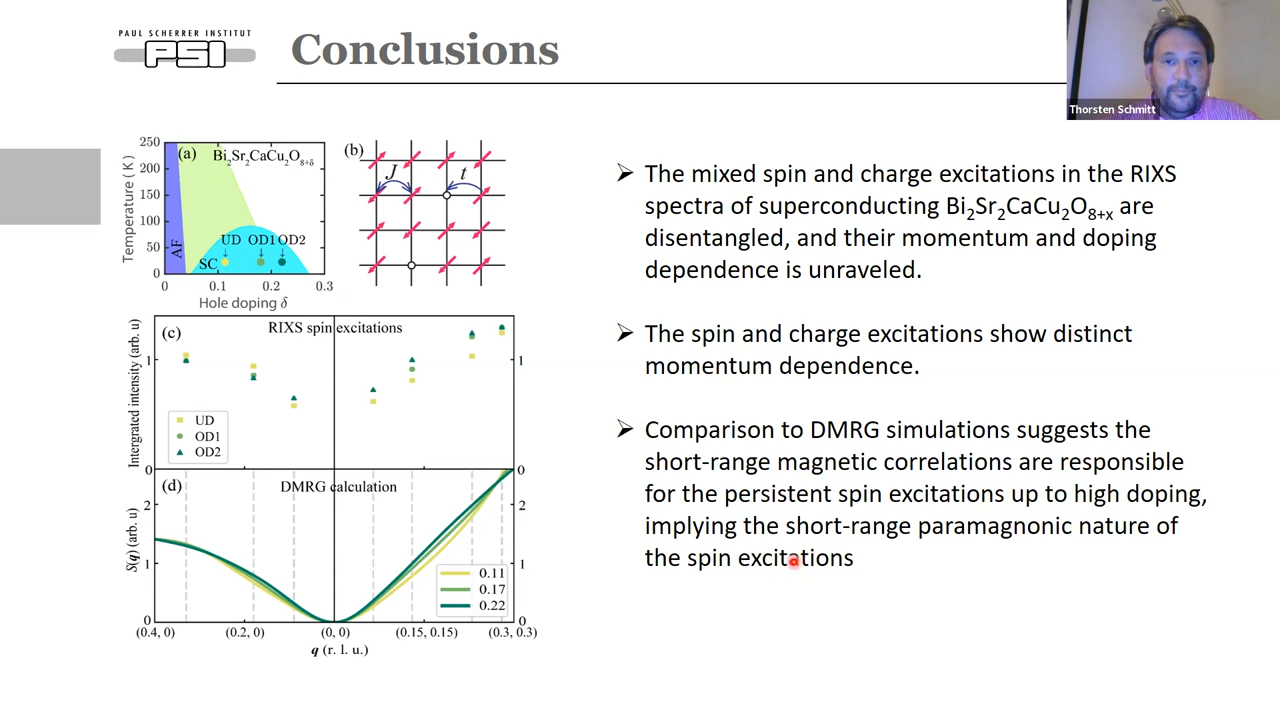 PAUL SCHERRER INSTITUT
PSI
Conclusions
Thorsten Schmitt
(a) Bi2Sr2CaCu2O8+δ
250
200
150
100
50
0
Temperature (K)
AF
SC
UD OD1 OD2
0 0.1 0.2 0.3
Hole doping δ
(b)
J t
(c) RIXS spin excitations
Intergrated intensity (arb. u)
1 1
0 0
UD
OD1
OD2
(d) DMRG calculation
S(q) (arb. u)
2 2
1 1
0 0
0.11
0.17
0.22
(0.4, 0) (0.2, 0) (0, 0) (0.15, 0.15) (0.3, 0.3)
q (r. l. u.)
➢ The mixed spin and charge excitations in the RIXS
spectra of superconducting Bi2Sr2CaCu2O8+x are
disentangled, and their momentum and doping
dependence is unraveled.
➢ The spin and charge excitations show distinct
momentum dependence.
➢ Comparison to DMRG simulations suggests the
short-range magnetic correlations are responsible
for the persistent spin excitations up to high doping,
implying the short-range paramagnonic nature of
the spin excitations